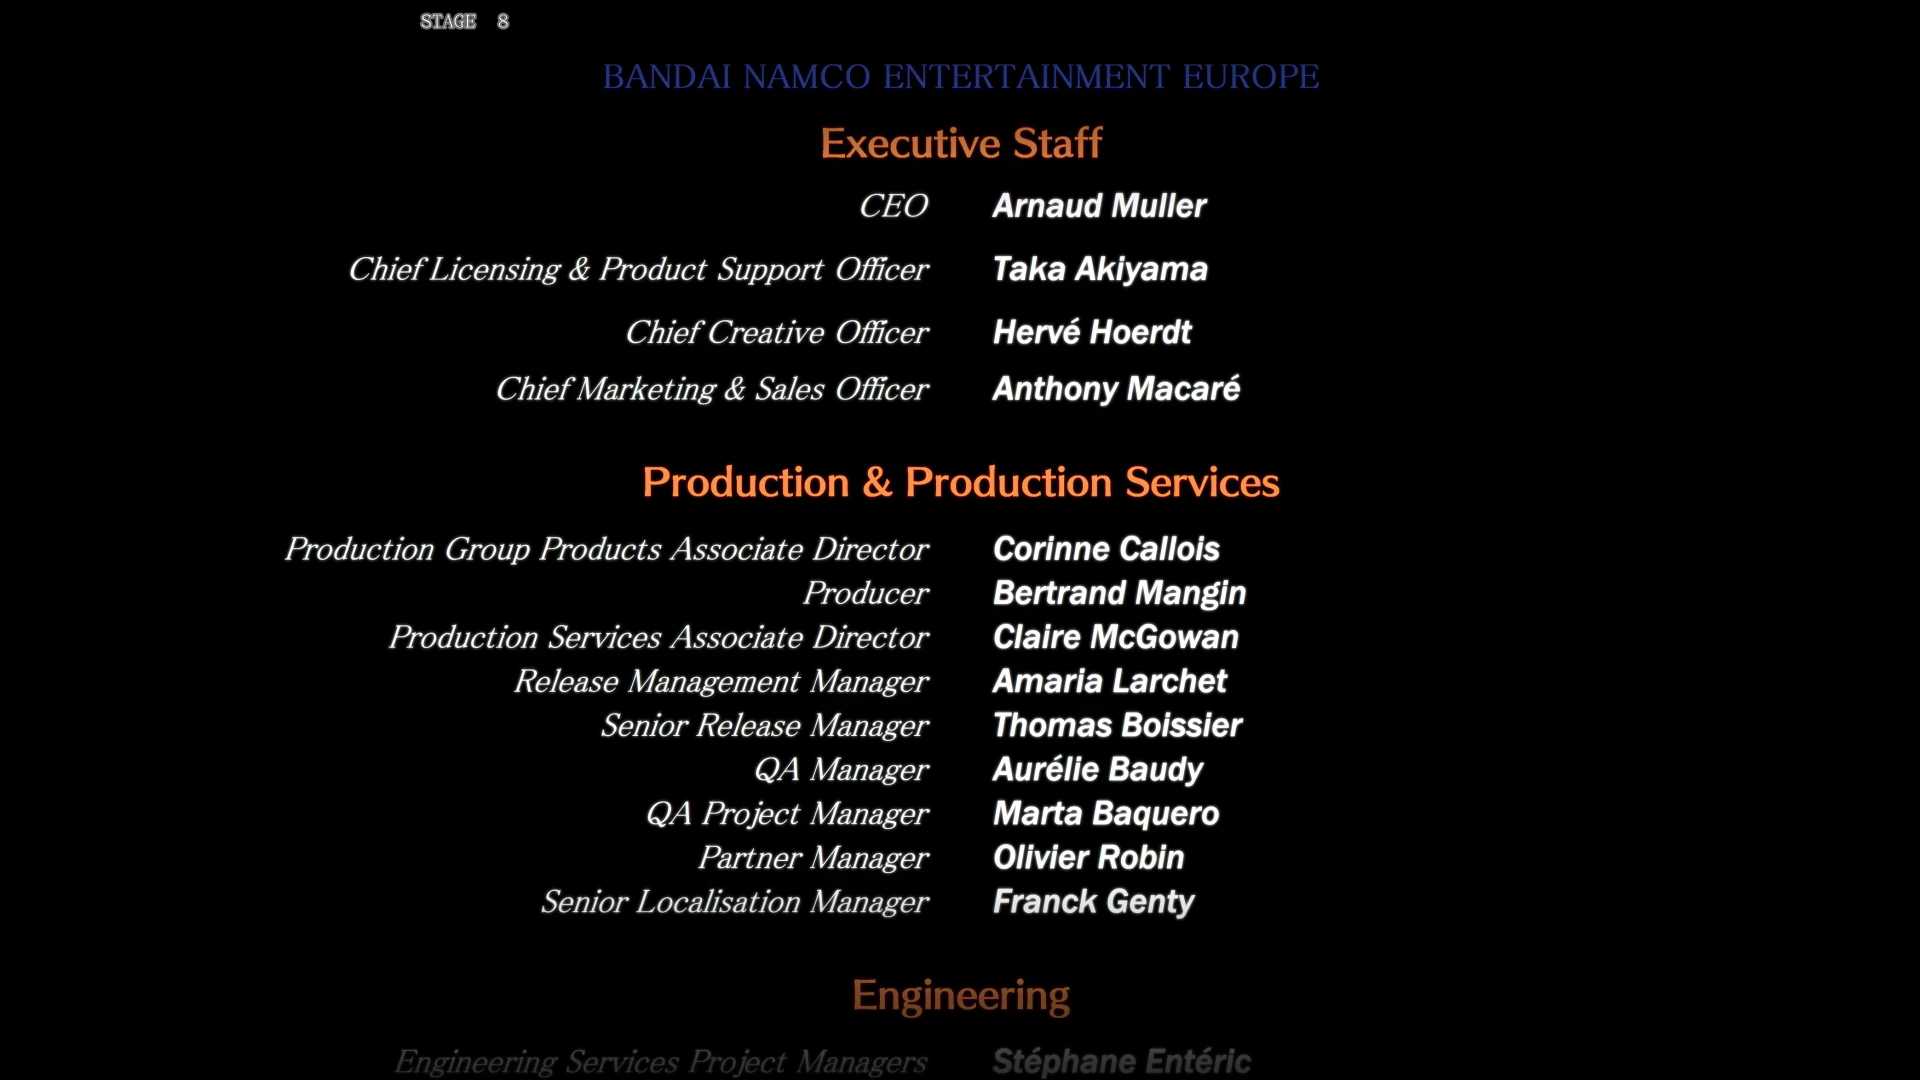 STAGE 8
BANDAI NAMCO ENTERTAINMENT EUROPE
Executive Staff
CEO Arnaud Muller
Chief Licensing & Product Support Officer Taka Akiyama
Chief Creative Officer Hervé Hoerdt
Chief Marketing & Sales Officer Anthony Macaré
Production & Production Services
Production Group Products Associate Director Corinne Callois
Producer Bertrand Mangin
Production Services Associate Director Claire McGowan
Release Management Manager Amaria Larchet
Senior Release Manager Thomas Boissier
QA Manager Aurélie Baudy
QA Project Manager Marta Baquero
Partner Manager Olivier Robin
Senior Localisation Manager Franck Genty
Engineering
Engineering Services Project Managers Stéphane Entéric